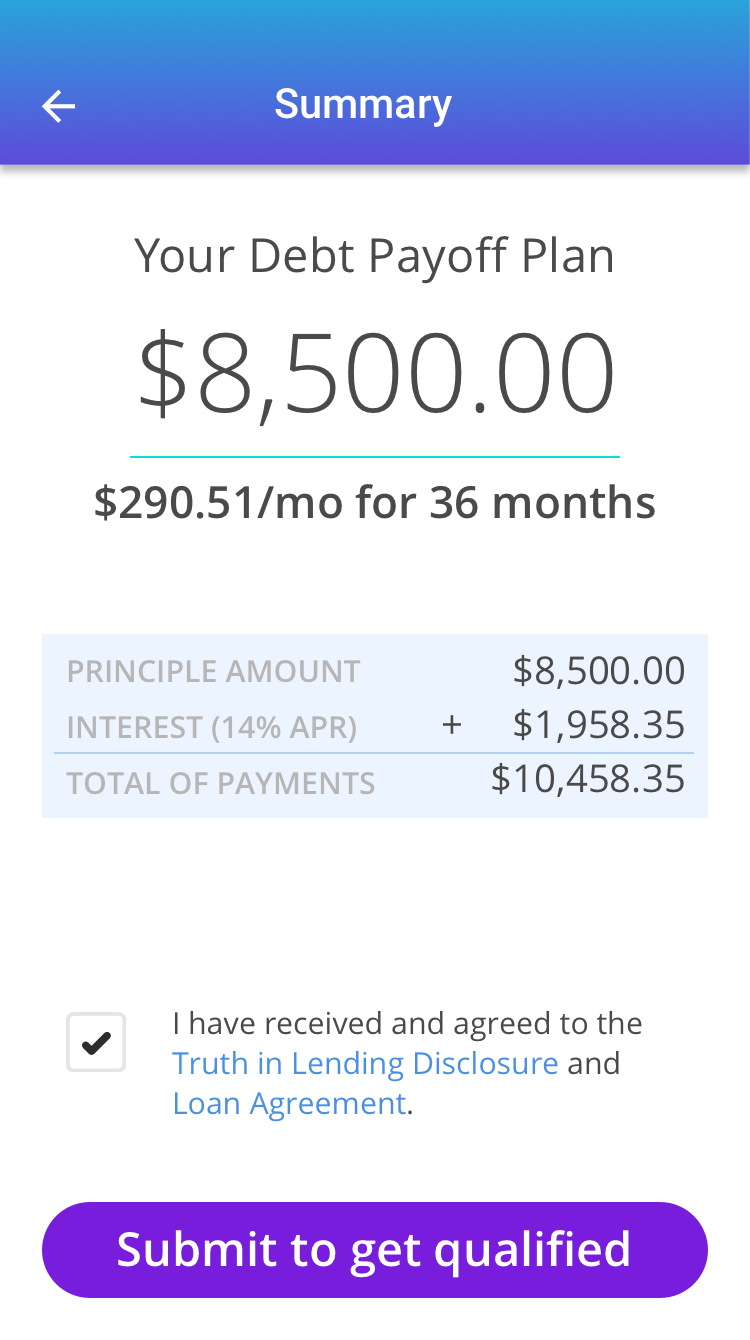 Summary
Your Debt Payoff Plan
$8,500.00
$290.51/mo for 36 months
PRINCIPLE AMOUNT $8,500.00
INTEREST (14% APR) + $1,958.35
TOTAL OF PAYMENTS $10,458.35
I have received and agreed to the
Truth in Lending Disclosure and
Loan Agreement.
Submit to get qualified